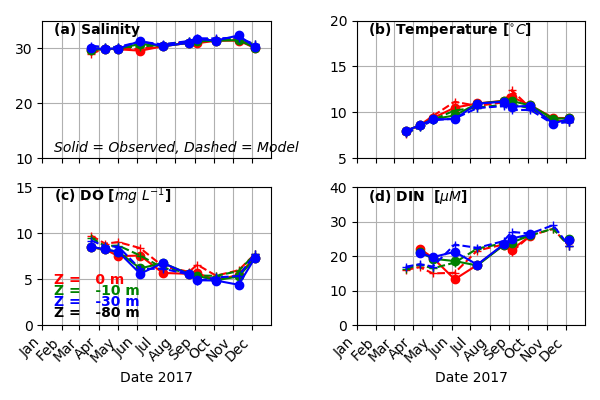 (a) Salinity
30
20
10
Solid = Observed, Dashed = Model
(b) Temperature [°C]
20
15
10
5
(c) DO [mg L⁻¹]
15
10
5
0
Z = 0 m
Z = -10 m
Z = -30 m
Z = -80 m
Jan Feb Mar Apr May Jun Jul Aug Sep Oct Nov Dec
Date 2017
(d) DIN [μM]
40
30
20
10
0
Jan Feb Mar Apr May Jun Jul Aug Sep Oct Nov Dec
Date 2017